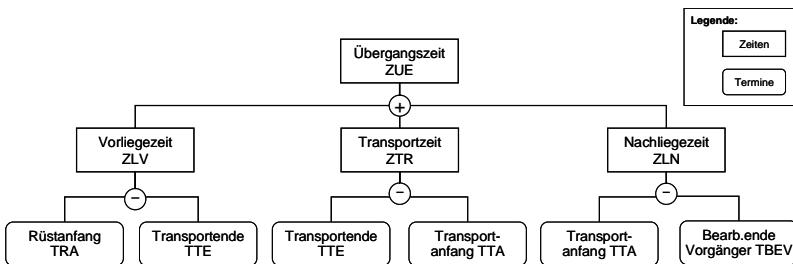 Legende:
Zeiten
Termine
Übergangszeit
ZUE
+
Vorliegezeit
ZLV
Transportzeit
ZTR
Nachliegezeit
ZLN
−
−
−
Rüstanfang
TRA
Transportende
TTE
Transportende
TTE
Transport-
anfang TTA
Transport-
anfang TTA
Bearb.ende
Vorgänger TBEV